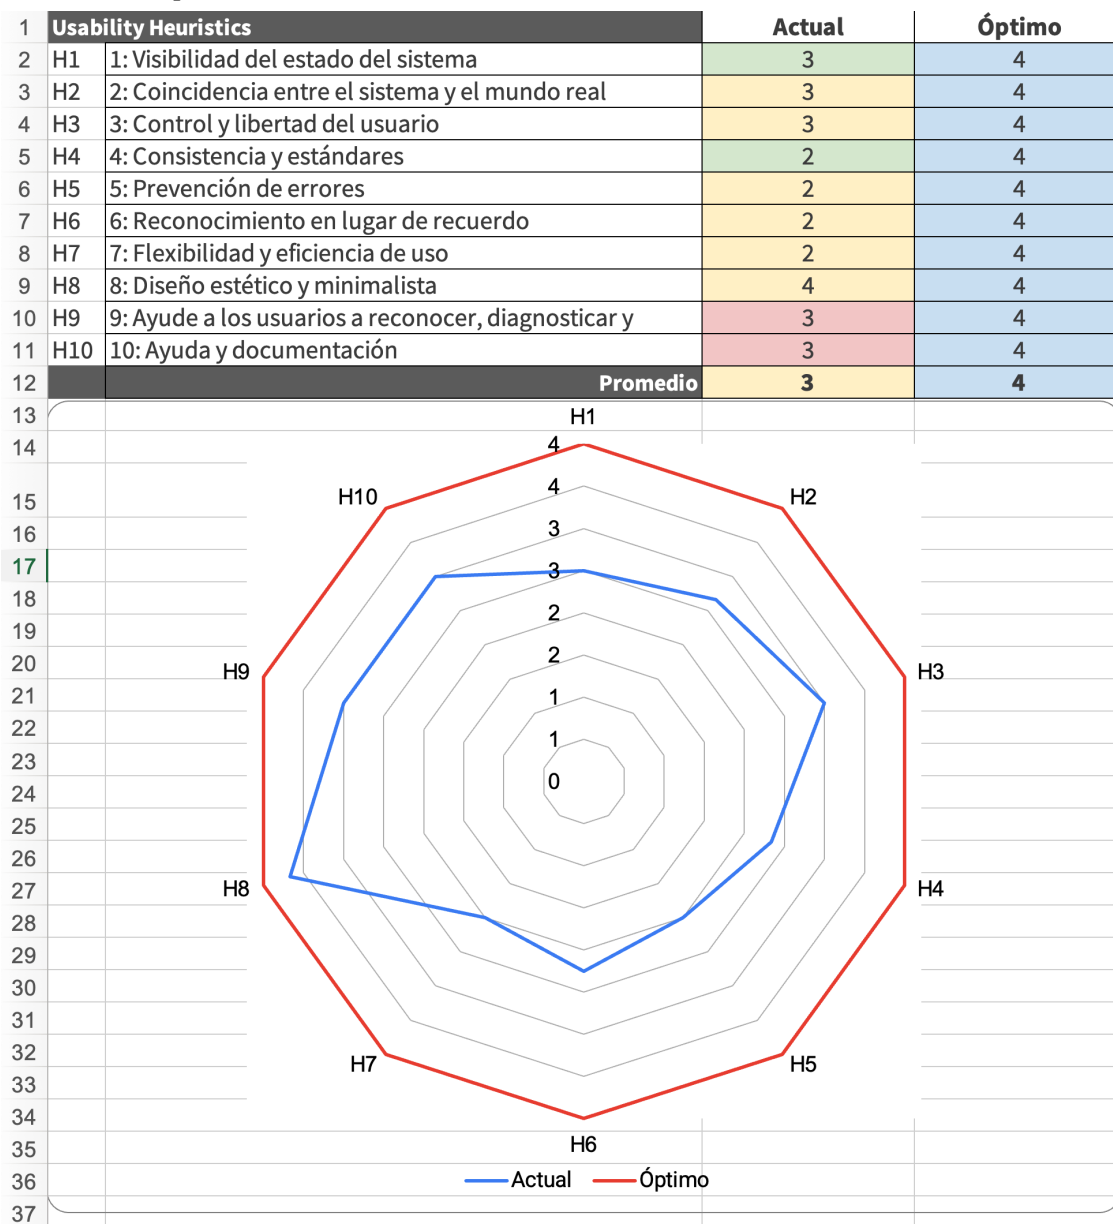 1 Usability Heuristics Actual Óptimo
2 H1 1: Visibilidad del estado del sistema 3 4
3 H2 2: Coincidencia entre el sistema y el mundo real 3 4
4 H3 3: Control y libertad del usuario 3 4
5 H4 4: Consistencia y estándares 2 4
6 H5 5: Prevención de errores 2 4
7 H6 6: Reconocimiento en lugar de recuerdo 2 4
8 H7 7: Flexibilidad y eficiencia de uso 2 4
9 H8 8: Diseño estético y minimalista 4 4
10 H9 9: Ayude a los usuarios a reconocer, diagnosticar y 3 4
11 H10 10: Ayuda y documentación 3 4
12 Promedio 3 4
13 H1
14 4
4
15 H10 H2
16 3
17 3
18
19 2
20 2
H9 H3
21 1
22 1
23
24 0
25
26
27 H8 H4
28
29
30
31
32 H7 H5
33
34
35 H6
36 Actual Óptimo
37